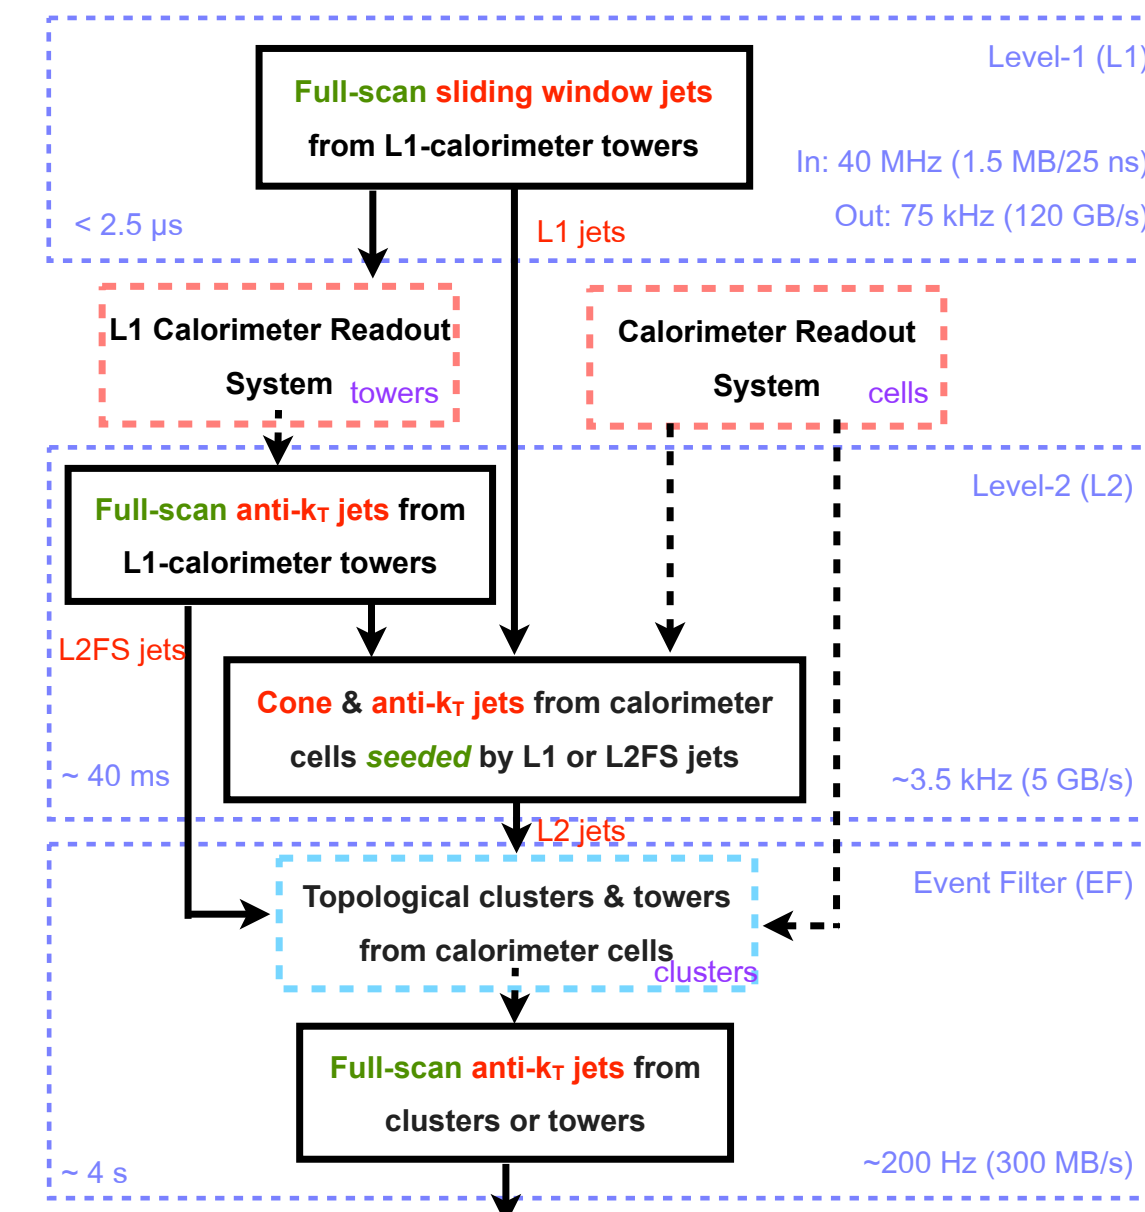 Level-1 (L1)
Full-scan sliding window jets
from L1-calorimeter towers
In: 40 MHz (1.5 MB/25 ns)
Out: 75 kHz (120 GB/s)
< 2.5 µs
L1 jets
L1 Calorimeter Readout
System
towers
Calorimeter Readout
System
cells
Level-2 (L2)
Full-scan anti-kT jets from
L1-calorimeter towers
L2FS jets
Cone & anti-kT jets from calorimeter
cells seeded by L1 or L2FS jets
~ 40 ms
~3.5 kHz (5 GB/s)
L2 jets
Event Filter (EF)
Topological clusters & towers
from calorimeter cells
clusters
Full-scan anti-kT jets from
clusters or towers
~ 4 s
~200 Hz (300 MB/s)